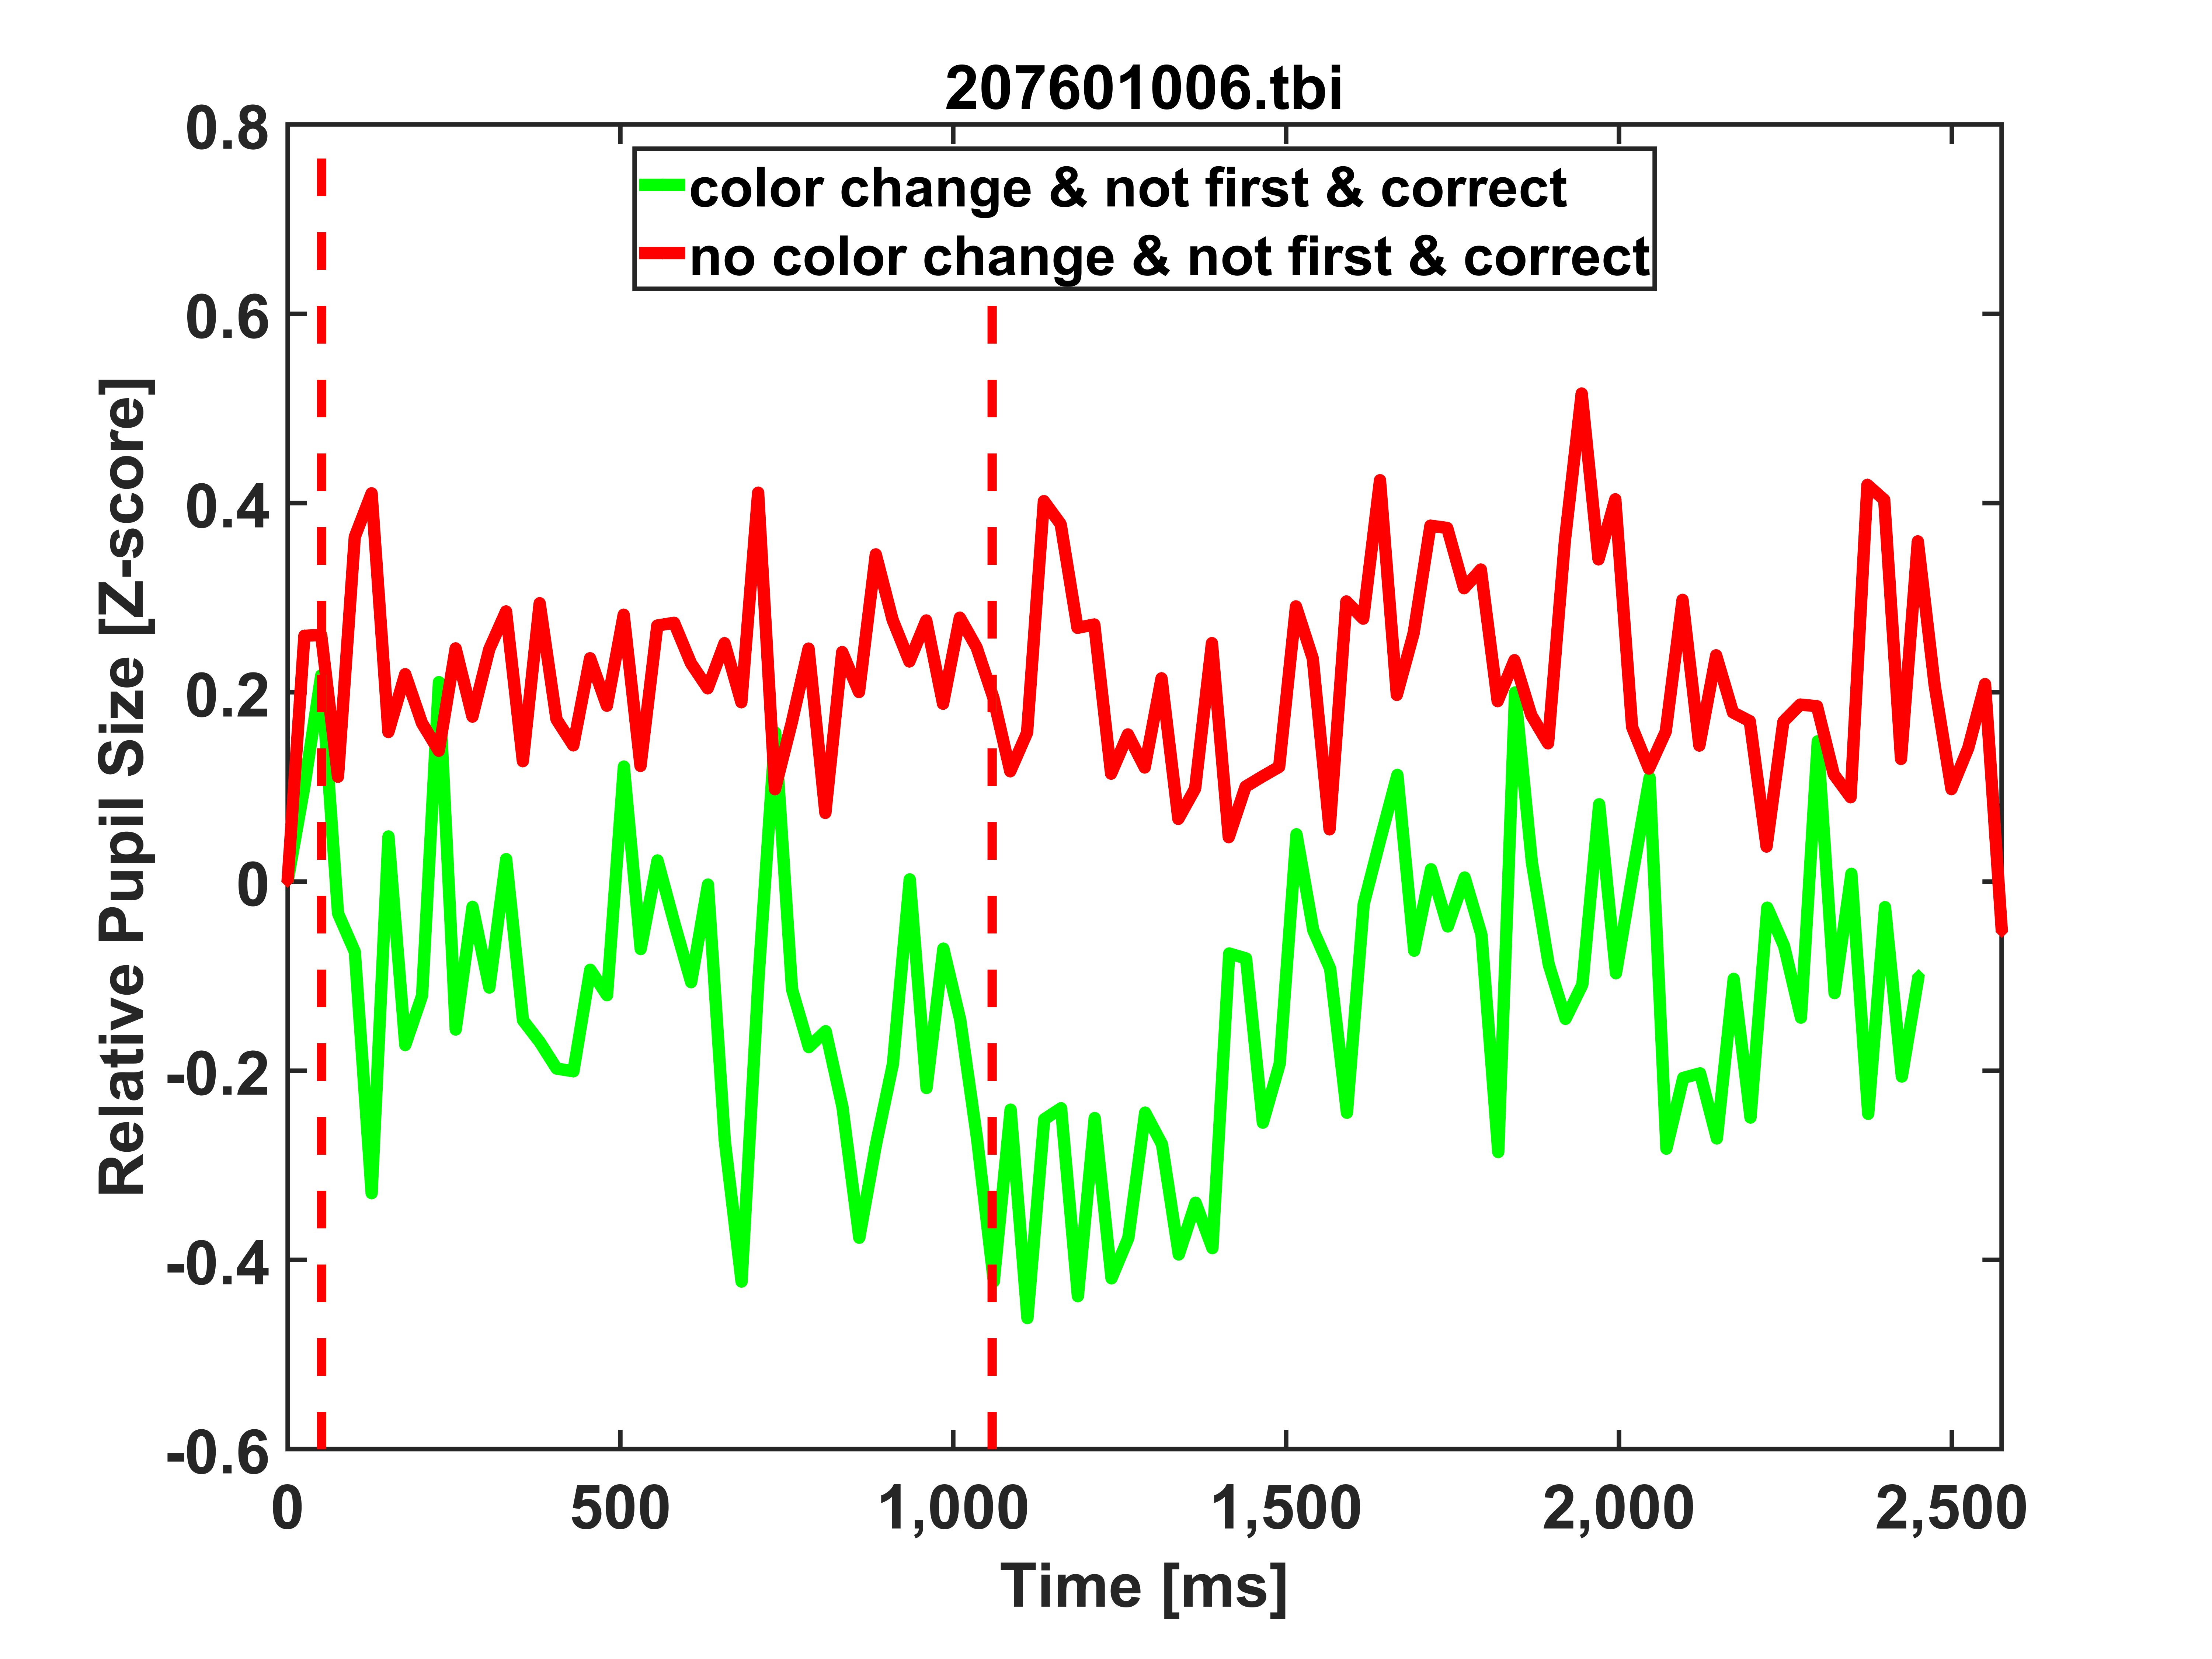 207601006.tbi
color change & not first & correct
no color change & not first & correct
Relative Pupil Size [Z-score]
0.8
0.6
0.4
0.2
0
-0.2
-0.4
-0.6
0 500 1,000 1,500 2,000 2,500
Time [ms]